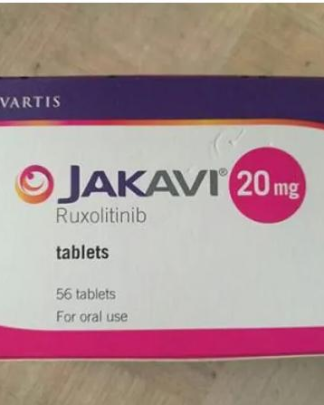 VARTIS
JAKAVI® 20 mg
Ruxolitinib
tablets
56 tablets
For oral use